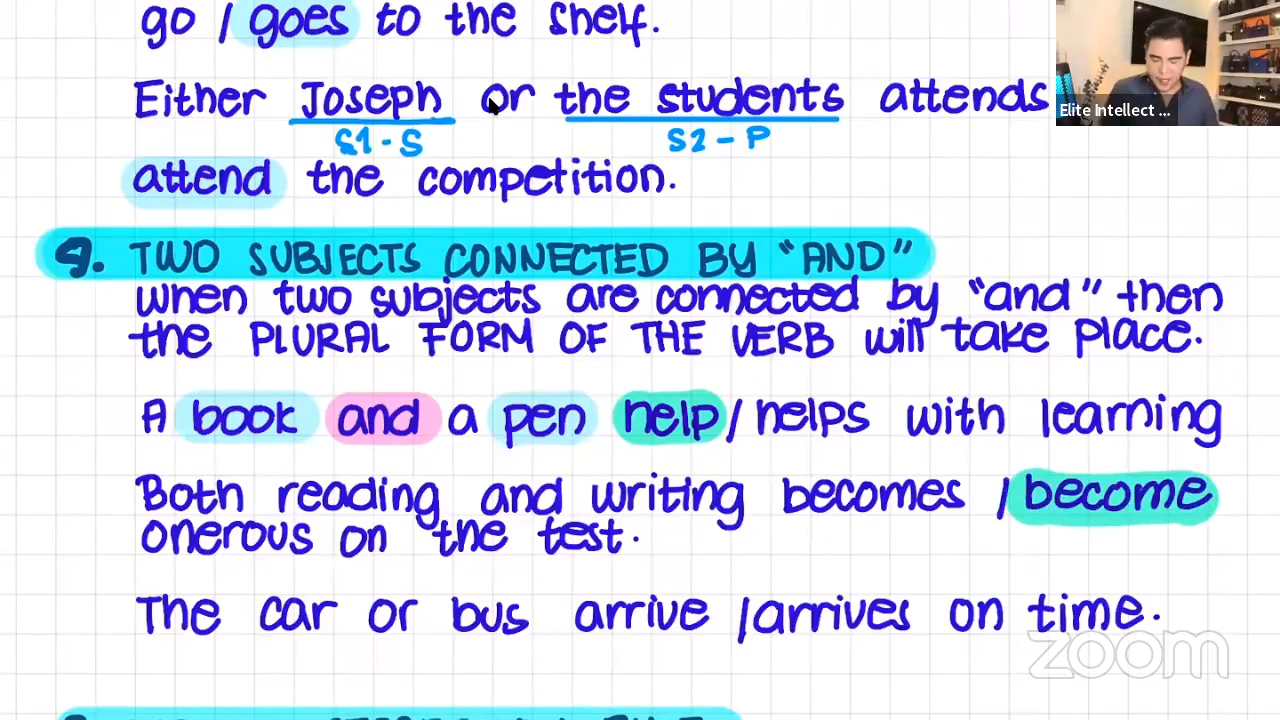 go / goes to the shelf.
Either Joseph or the students attends
Elite Intellect ...
S1 - S S2 - P
attend the competition.
4. TWO SUBJECTS CONNECTED BY "AND"
When two subjects are connected by "and" then
the PLURAL FORM OF THE VERB will take place.
A book and a pen help / helps with learning
Both reading and writing becomes / become
onerous on the test.
The car or bus arrive / arrives on time.
zoom